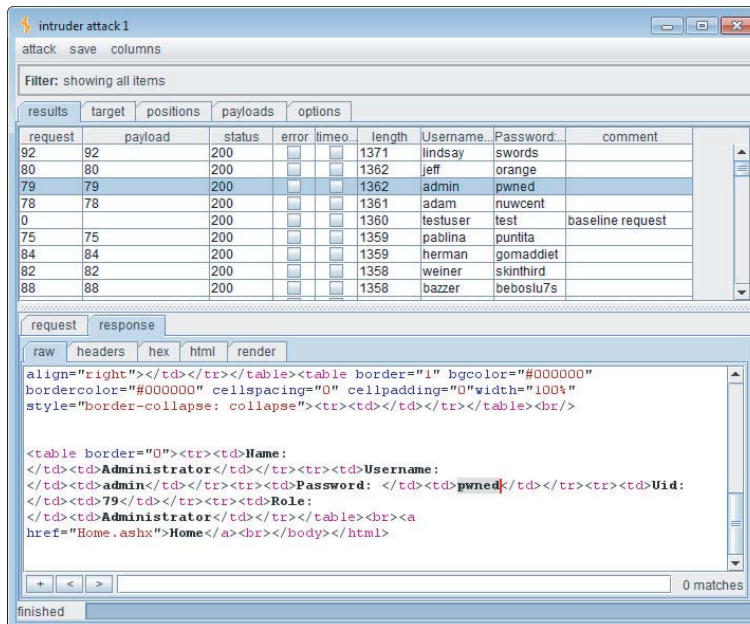 intruder attack 1
attack save columns
Filter: showing all items
results target positions payloads options
request payload status error timeo... length Username... Password:... comment
92 92 200 1371 lindsay swords
80 80 200 1362 jeff orange
79 79 200 1362 admin pwned
78 78 200 1361 adam nuwcent
0 200 1360 testuser test baseline request
75 75 200 1359 pablina puntita
84 84 200 1359 herman gomaddiet
82 82 200 1358 weiner skinthird
88 88 200 1358 bazzer beboslu7s
request response
raw headers hex html render
align="right"></td></tr></table><table border="1" bgcolor="#000000"
bordercolor="#000000" cellspacing="0" cellpadding="0"width="100%"
style="border-collapse: collapse"><tr><td></td></tr></table><br/>
<table border="0"><tr><td>Name:
</td><td>Administrator</td></tr><tr><td>Username:
</td><td>admin</td></tr><tr><td>Password: </td><td>pwned</td></tr><tr><td>Uid:
</td><td>79</td></tr><tr><td>Role:
</td><td>Administrator</td></tr></table><br><a
href="Home.ashx">Home</a><br></body></html>
+ < > 0 matches
finished